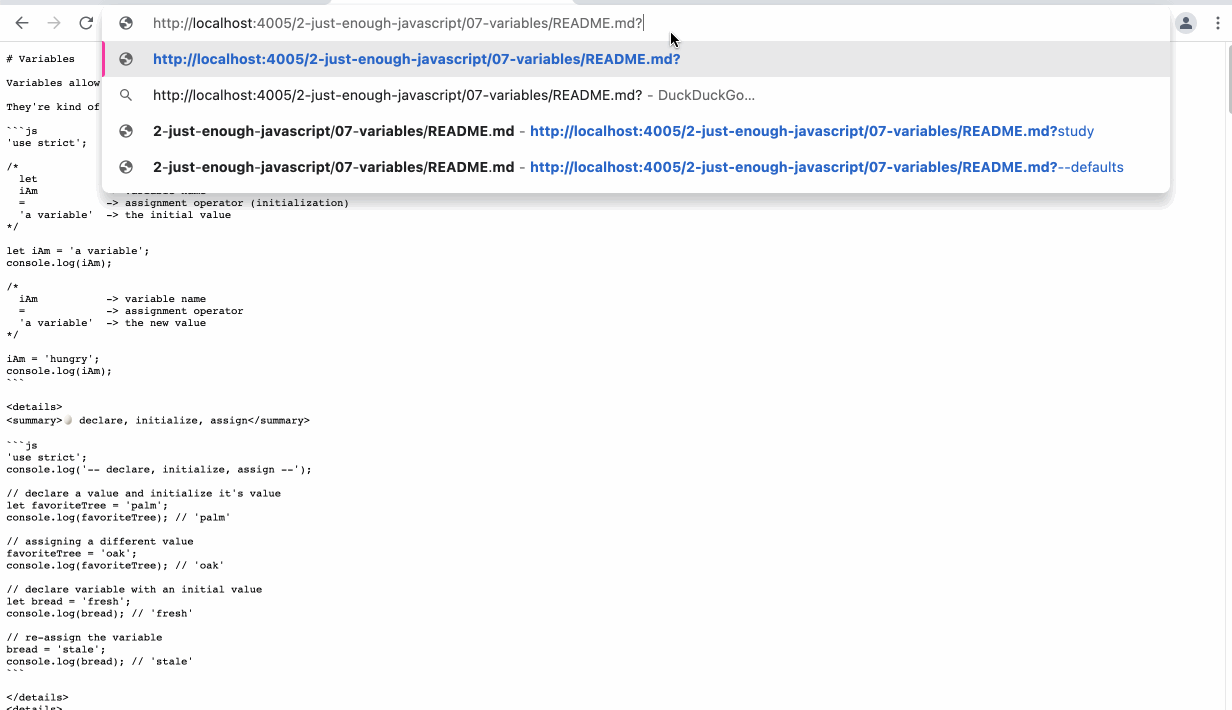 http://localhost:4005/2-just-enough-javascript/07-variables/README.md?
http://localhost:4005/2-just-enough-javascript/07-variables/README.md?
http://localhost:4005/2-just-enough-javascript/07-variables/README.md? - DuckDuckGo...
2-just-enough-javascript/07-variables/README.md - http://localhost:4005/2-just-enough-javascript/07-variables/README.md?study
2-just-enough-javascript/07-variables/README.md - http://localhost:4005/2-just-enough-javascript/07-variables/README.md?--defaults
# Variables
Variables allow
They're kind of
```js
'use strict';
/*
  let
  iAm
  =           -> assignment operator (initialization)
  'a variable'  -> the initial value
*/
let iAm = 'a variable';
console.log(iAm);
/*
  iAm           -> variable name
  =             -> assignment operator
  'a variable'  -> the new value
*/
iAm = 'hungry';
console.log(iAm);
```
<details>
<summary>🥚 declare, initialize, assign</summary>
```js
'use strict';
console.log('-- declare, initialize, assign --');
// declare a value and initialize it's value
let favoriteTree = 'palm';
console.log(favoriteTree); // 'palm'
// assigning a different value
favoriteTree = 'oak';
console.log(favoriteTree); // 'oak'
// declare variable with an initial value
let bread = 'fresh';
console.log(bread); // 'fresh'
// re-assign the variable
bread = 'stale';
console.log(bread); // 'stale'
```
</details>
<details>